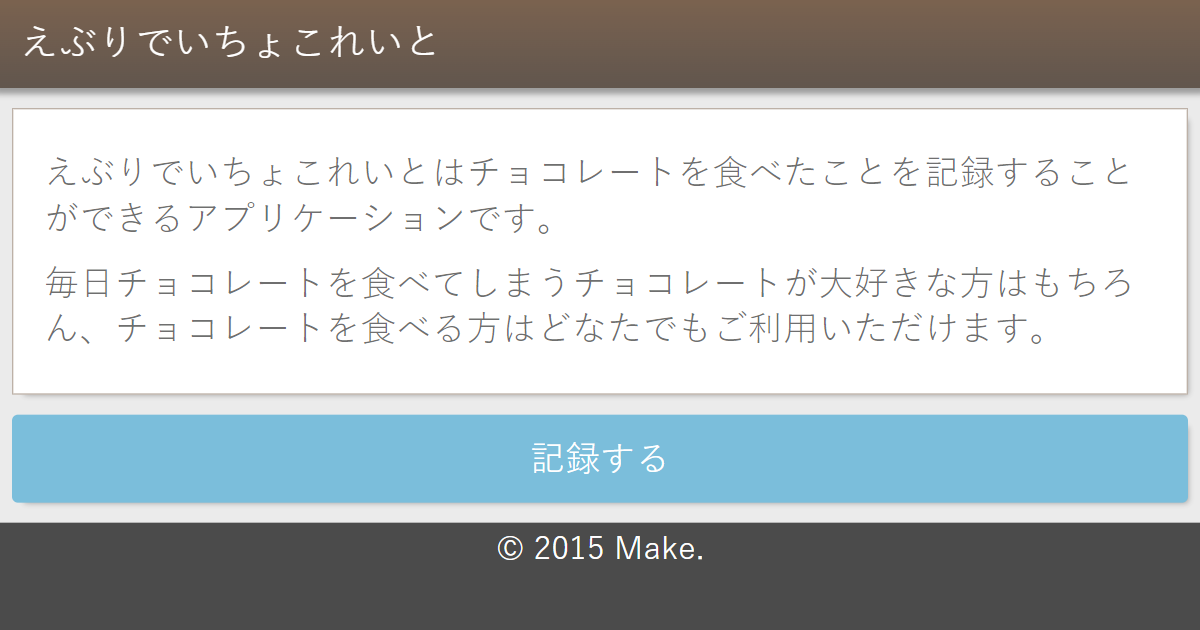 えぶりでいちょこれいと
えぶりでいちょこれいとはチョコレートを食べたことを記録すること
ができるアプリケーションです。
毎日チョコレートを食べてしまうチョコレートが大好きな方はもちろ
ん、チョコレートを食べる方はどなたでもご利用いただけます。
記録する
© 2015 Make.